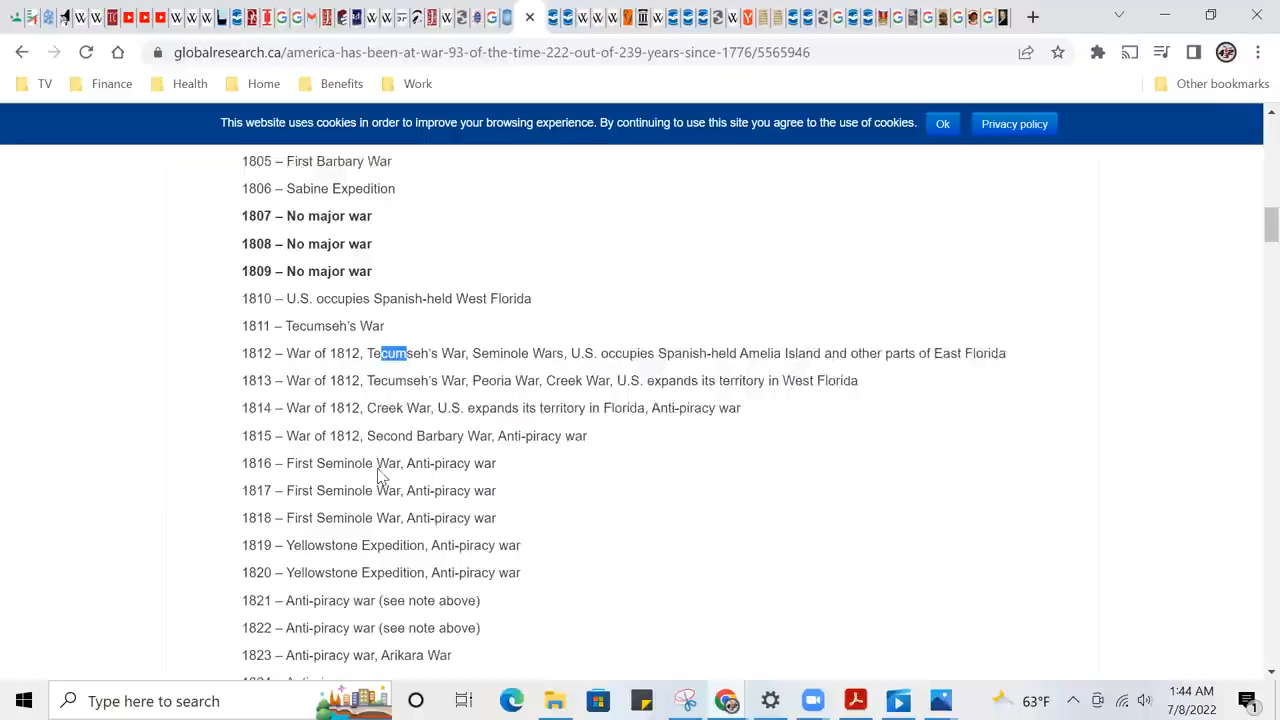 globalresearch.ca/america-has-been-at-war-93-of-the-time-222-out-of-239-years-since-1776/5565946
TV Finance Health Home Benefits Work Other bookmarks
This website uses cookies in order to improve your browsing experience. By continuing to use this site you agree to the use of cookies. Ok Privacy policy
1805 – First Barbary War
1806 – Sabine Expedition
1807 – No major war
1808 – No major war
1809 – No major war
1810 – U.S. occupies Spanish-held West Florida
1811 – Tecumseh's War
1812 – War of 1812, Tecumseh's War, Seminole Wars, U.S. occupies Spanish-held Amelia Island and other parts of East Florida
1813 – War of 1812, Tecumseh's War, Peoria War, Creek War, U.S. expands its territory in West Florida
1814 – War of 1812, Creek War, U.S. expands its territory in Florida, Anti-piracy war
1815 – War of 1812, Second Barbary War, Anti-piracy war
1816 – First Seminole War, Anti-piracy war
1817 – First Seminole War, Anti-piracy war
1818 – First Seminole War, Anti-piracy war
1819 – Yellowstone Expedition, Anti-piracy war
1820 – Yellowstone Expedition, Anti-piracy war
1821 – Anti-piracy war (see note above)
1822 – Anti-piracy war (see note above)
1823 – Anti-piracy war, Arikara War
Type here to search
63°F
1:44 AM
7/8/2022
1